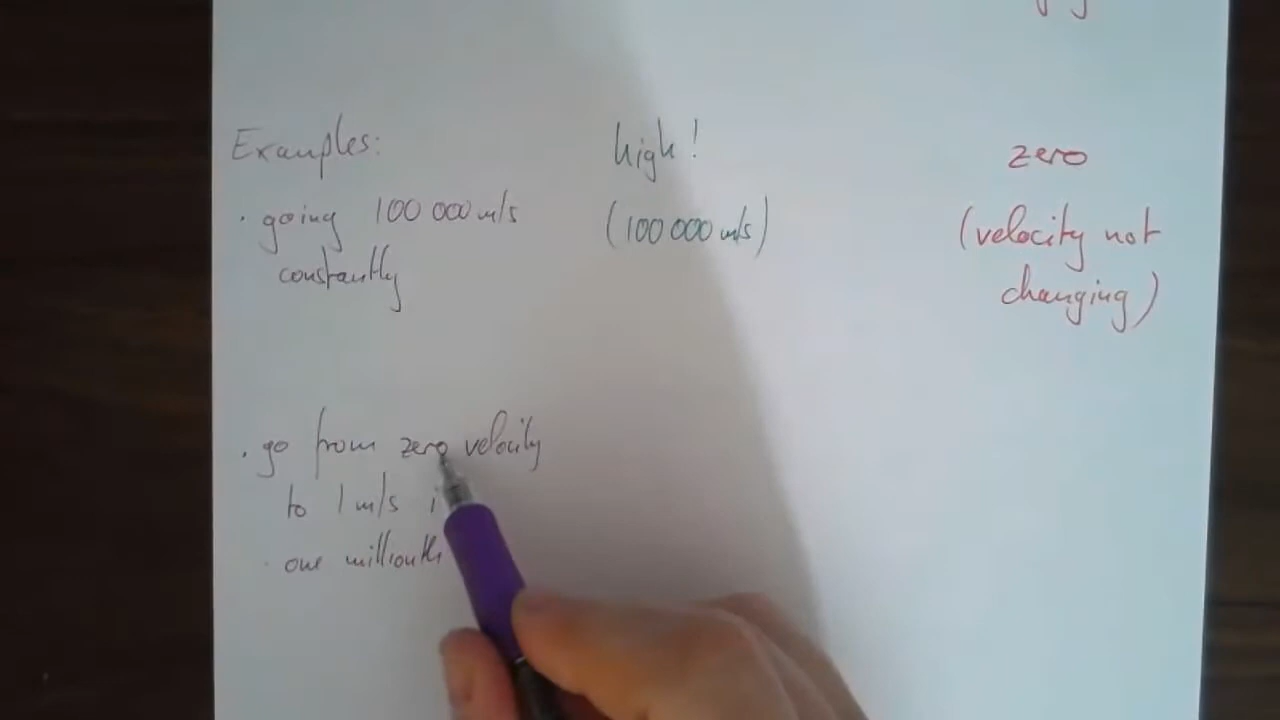 Examples:
high!
zero
. going 100 000 m/s
(100 000 m/s)
(velocity not
constantly
changing)
. go from zero velocity
to 1 m/s
one millionth